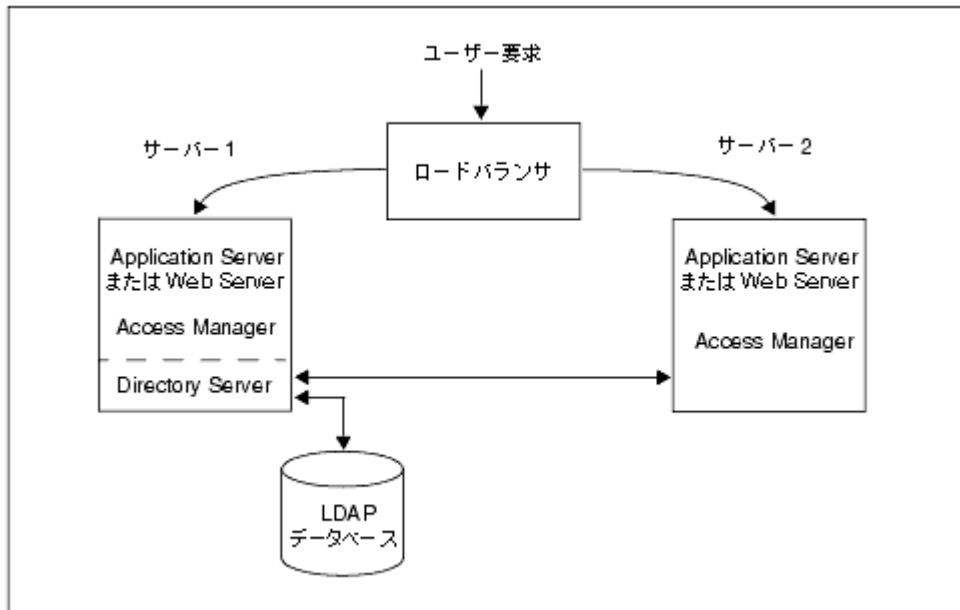 ユーザー要求
サーバー 1
ロードバランサ
サーバー 2
Application Server
または Web Server
Access Manager
Directory Server
Application Server
または Web Server
Access Manager
LDAP
データベース